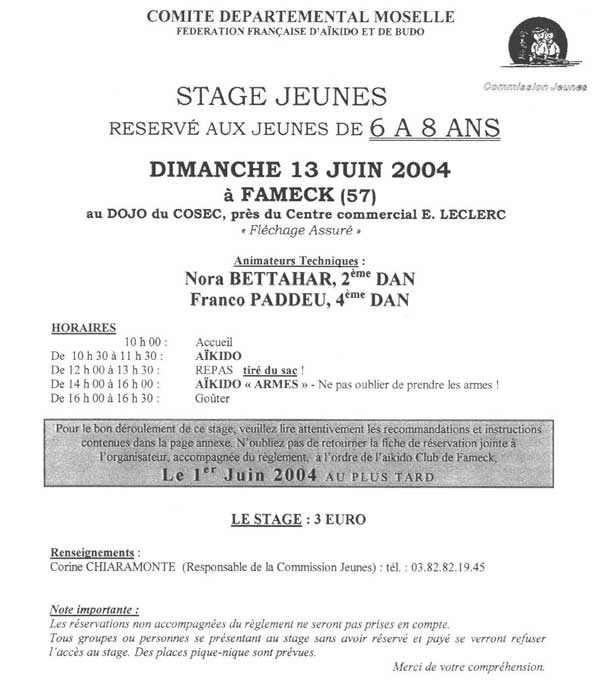 COMITE DEPARTEMENTAL MOSELLE
FEDERATION FRANÇAISE D'AÏKIDO ET DE BUDO
Commission Jeunes
STAGE JEUNES
RESERVÉ AUX JEUNES DE 6 A 8 ANS
DIMANCHE 13 JUIN 2004
à FAMECK (57)
au DOJO du COSEC, près du Centre commercial E. LECLERC
« Fléchage Assuré »
Animateurs Techniques :
Nora BETTAHAR, 2ème DAN
Franco PADDEU, 4ème DAN
HORAIRES
10 h 00 : Accueil
De 10 h 30 à 11 h 30 : AÏKIDO
De 12 h 00 à 13 h 30 : REPAS tiré du sac !
De 14 h 00 à 16 h 00 : AÏKIDO « ARMES » - Ne pas oublier de prendre les armes !
De 16 h 00 à 16 h 30 : Goûter
Pour le bon déroulement de ce stage, veuillez lire attentivement les recommandations et instructions
contenues dans la page annexe. N'oubliez pas de retourner la fiche de réservation jointe à
l'organisateur, accompagnée du règlement, à l'ordre de l'aïkido Club de Fameck,
Le 1er Juin 2004 AU PLUS TARD
LE STAGE : 3 EURO
Renseignements :
Corine CHIARAMONTE (Responsable de la Commission Jeunes) : tél. : 03.82.82.19.45
Note importante :
Les réservations non accompagnées du règlement ne seront pas prises en compte.
Tous groupes ou personnes se présentant au stage sans avoir réservé et payé se verront refuser
l'accès au stage. Des places pique-nique sont prévues.
Merci de votre compréhension.